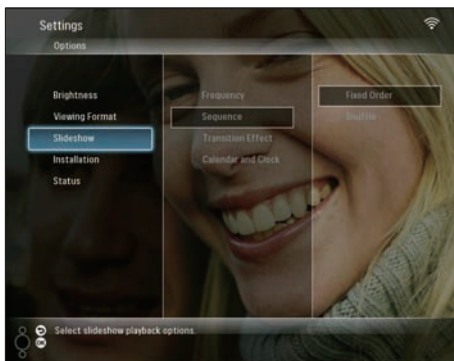 Settings
Options
Brightness
Viewing Format
Slideshow
Installation
Status
Frequency
Sequence
Transition Effect
Calendar and Clock
Fixed Order
Shuffle
Select slideshow playback options.
OK